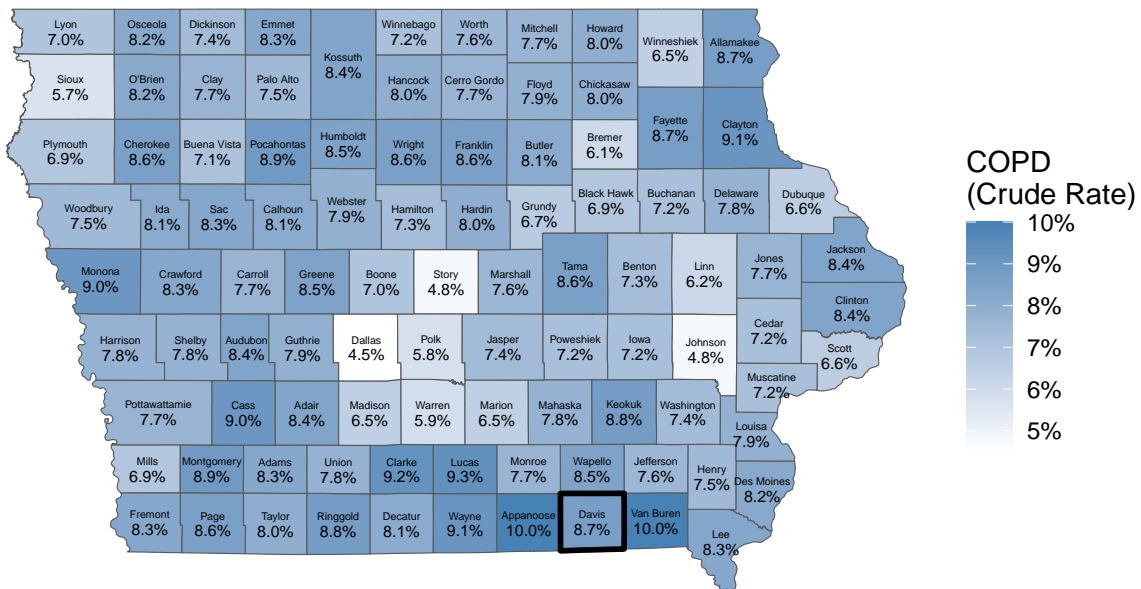 Lyon
7.0%
Osceola
8.2%
Dickinson
7.4%
Emmet
8.3%
Kossuth
8.4%
Winnebago
7.2%
Worth
7.6%
Mitchell
7.7%
Howard
8.0%
Winneshiek
6.5%
Allamakee
8.7%
Sioux
5.7%
O'Brien
8.2%
Clay
7.7%
Palo Alto
7.5%
Hancock
8.0%
Cerro Gordo
7.7%
Floyd
7.9%
Chickasaw
8.0%
Fayette
8.7%
Clayton
9.1%
Plymouth
6.9%
Cherokee
8.6%
Buena Vista
7.1%
Pocahontas
8.9%
Humboldt
8.5%
Wright
8.6%
Franklin
8.6%
Butler
8.1%
Bremer
6.1%
Woodbury
7.5%
Ida
8.1%
Sac
8.3%
Calhoun
8.1%
Webster
7.9%
Hamilton
7.3%
Hardin
8.0%
Grundy
6.7%
Black Hawk
6.9%
Buchanan
7.2%
Delaware
7.8%
Dubuque
6.6%
Monona
9.0%
Crawford
8.3%
Carroll
7.7%
Greene
8.5%
Boone
7.0%
Story
4.8%
Marshall
7.6%
Tama
8.6%
Benton
7.3%
Linn
6.2%
Jones
7.7%
Jackson
8.4%
Clinton
8.4%
Harrison
7.8%
Shelby
7.8%
Audubon
8.4%
Guthrie
7.9%
Dallas
4.5%
Polk
5.8%
Jasper
7.4%
Poweshiek
7.2%
Iowa
7.2%
Johnson
4.8%
Cedar
7.2%
Scott
6.6%
Muscatine
7.2%
Pottawattamie
7.7%
Cass
9.0%
Adair
8.4%
Madison
6.5%
Warren
5.9%
Marion
6.5%
Mahaska
7.8%
Keokuk
8.8%
Washington
7.4%
Louisa
7.9%
Mills
6.9%
Montgomery
8.9%
Adams
8.3%
Union
7.8%
Clarke
9.2%
Lucas
9.3%
Monroe
7.7%
Wapello
8.5%
Jefferson
7.6%
Henry
7.5%
Des Moines
8.2%
Fremont
8.3%
Page
8.6%
Taylor
8.0%
Ringgold
8.8%
Decatur
8.1%
Wayne
9.1%
Appanoose
10.0%
Davis
8.7%
Van Buren
10.0%
Lee
8.3%
COPD
(Crude Rate)
10%
9%
8%
7%
6%
5%